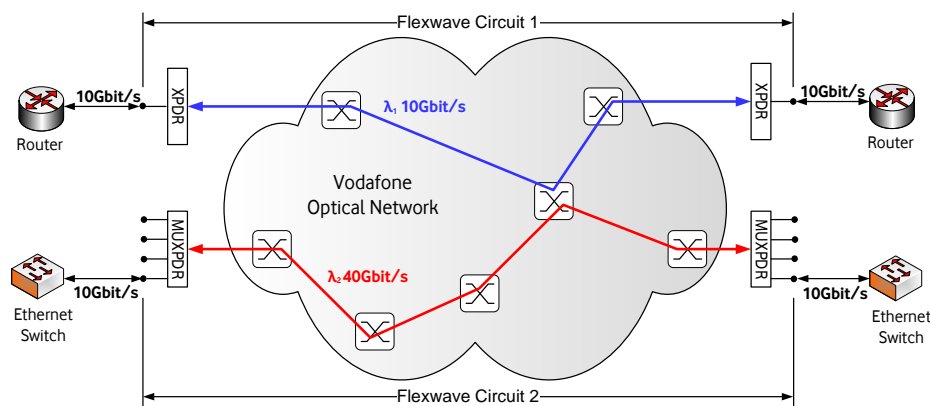 Flexwave Circuit 1
10Gbit/s
XPDR
λ₁ 10Gbit/s
XPDR
10Gbit/s
Router
Router
Vodafone
Optical Network
MUXPDR
MUXPDR
λ₂ 40Gbit/s
10Gbit/s
10Gbit/s
Ethernet
Switch
Ethernet
Switch
Flexwave Circuit 2